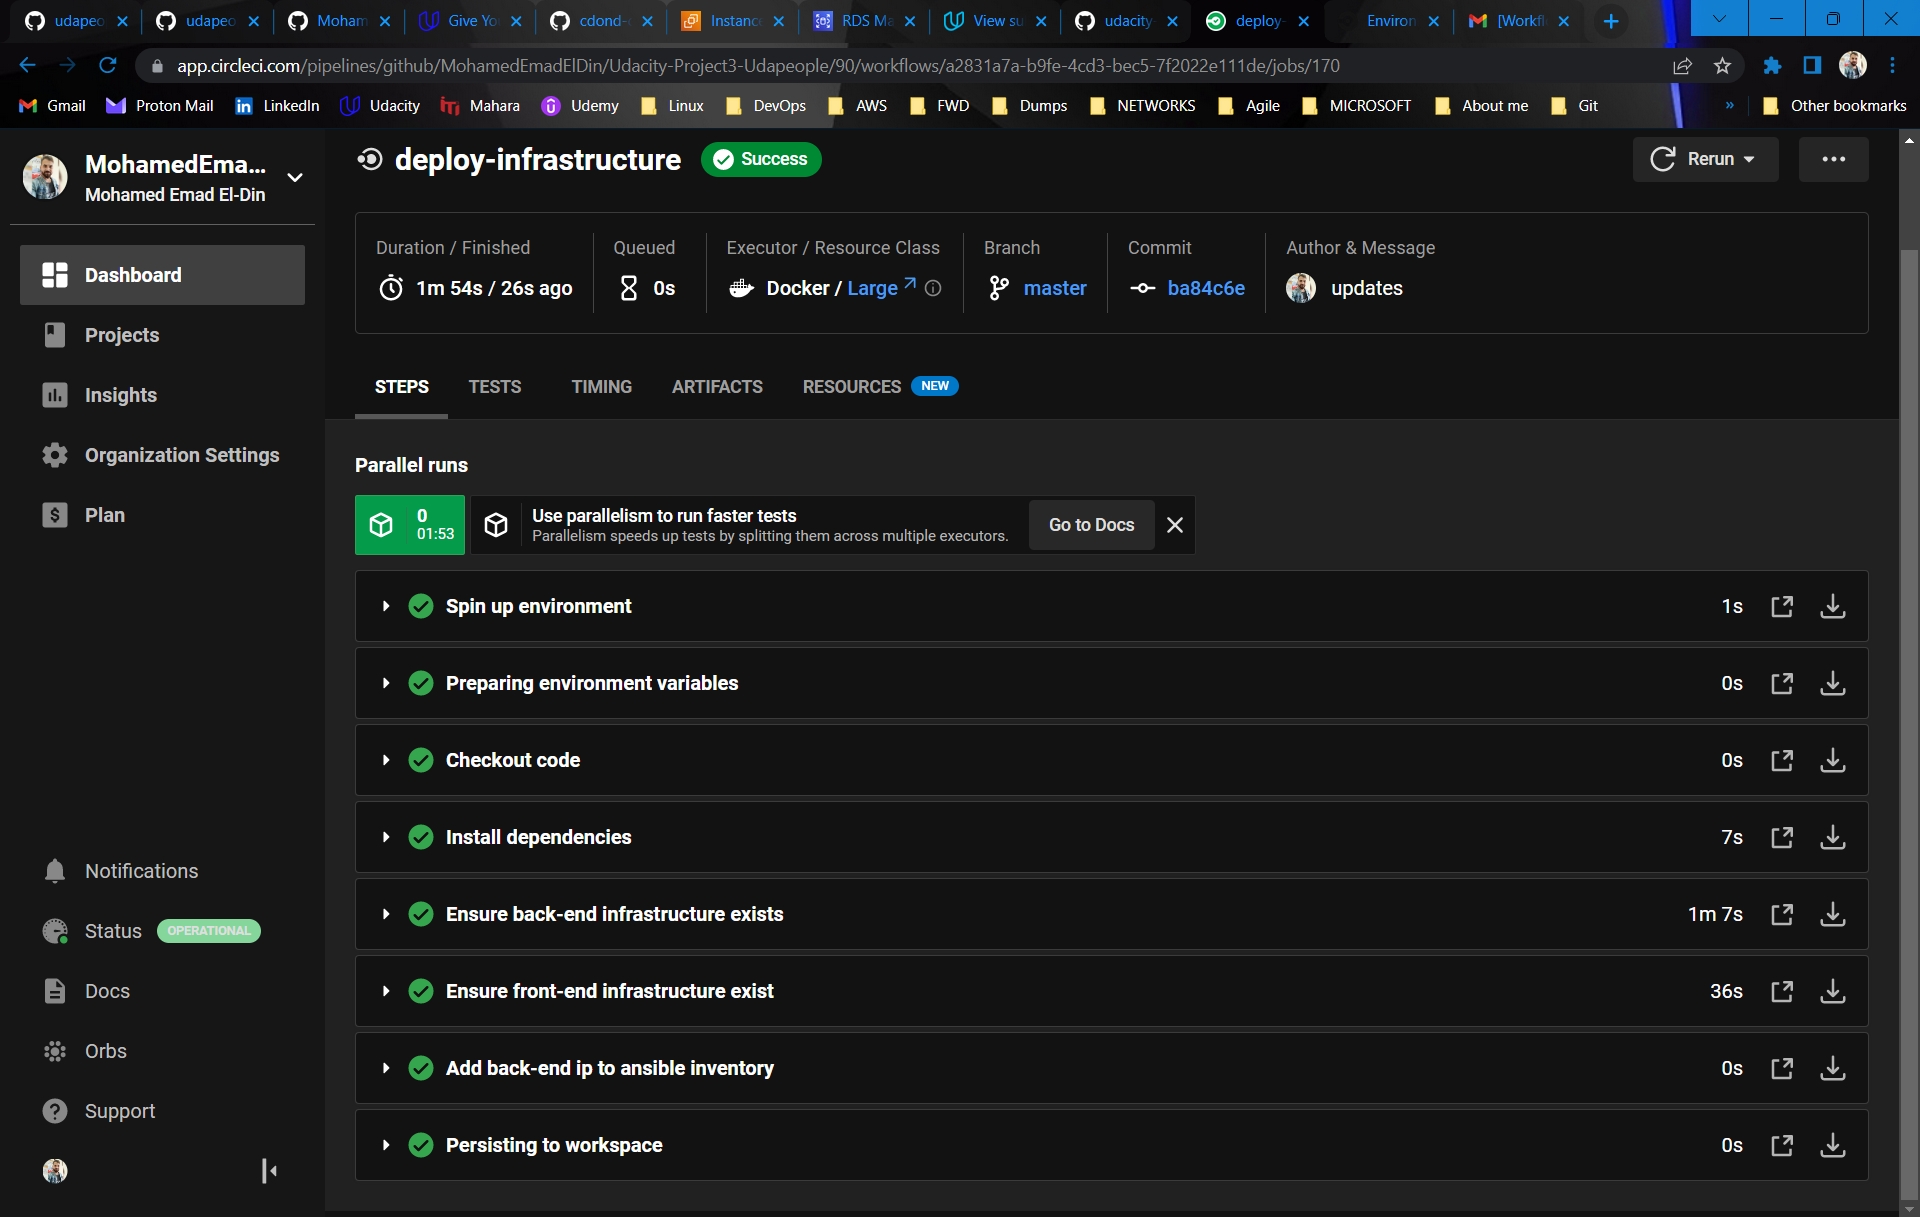 udapeo
udapeo
Moham
Give Yo
cdond-
Instance
RDS Ma
View su
udacity-
deploy-
Environ
[Workfl
app.circleci.com/pipelines/github/MohamedEmadElDin/Udacity-Project3-Udapeople/90/workflows/a2831a7a-b9fe-4cd3-bec5-7f2022e111de/jobs/170
Gmail
Proton Mail
LinkedIn
Udacity
Mahara
Udemy
Linux
DevOps
AWS
FWD
Dumps
NETWORKS
Agile
MICROSOFT
About me
Git
»
Other bookmarks
MohamedEma...
Mohamed Emad El-Din
Dashboard
Projects
Insights
Organization Settings
Plan
Notifications
Status OPERATIONAL
Docs
Orbs
Support
deploy-infrastructure
Success
Rerun
Duration / Finished
1m 54s / 26s ago
Queued
0s
Executor / Resource Class
Docker / Large
Branch
master
Commit
ba84c6e
Author & Message
updates
STEPS
TESTS
TIMING
ARTIFACTS
RESOURCES NEW
Parallel runs
0
01:53
Use parallelism to run faster tests
Parallelism speeds up tests by splitting them across multiple executors.
Go to Docs
Spin up environment 1s
Preparing environment variables 0s
Checkout code 0s
Install dependencies 7s
Ensure back-end infrastructure exists 1m 7s
Ensure front-end infrastructure exist 36s
Add back-end ip to ansible inventory 0s
Persisting to workspace 0s